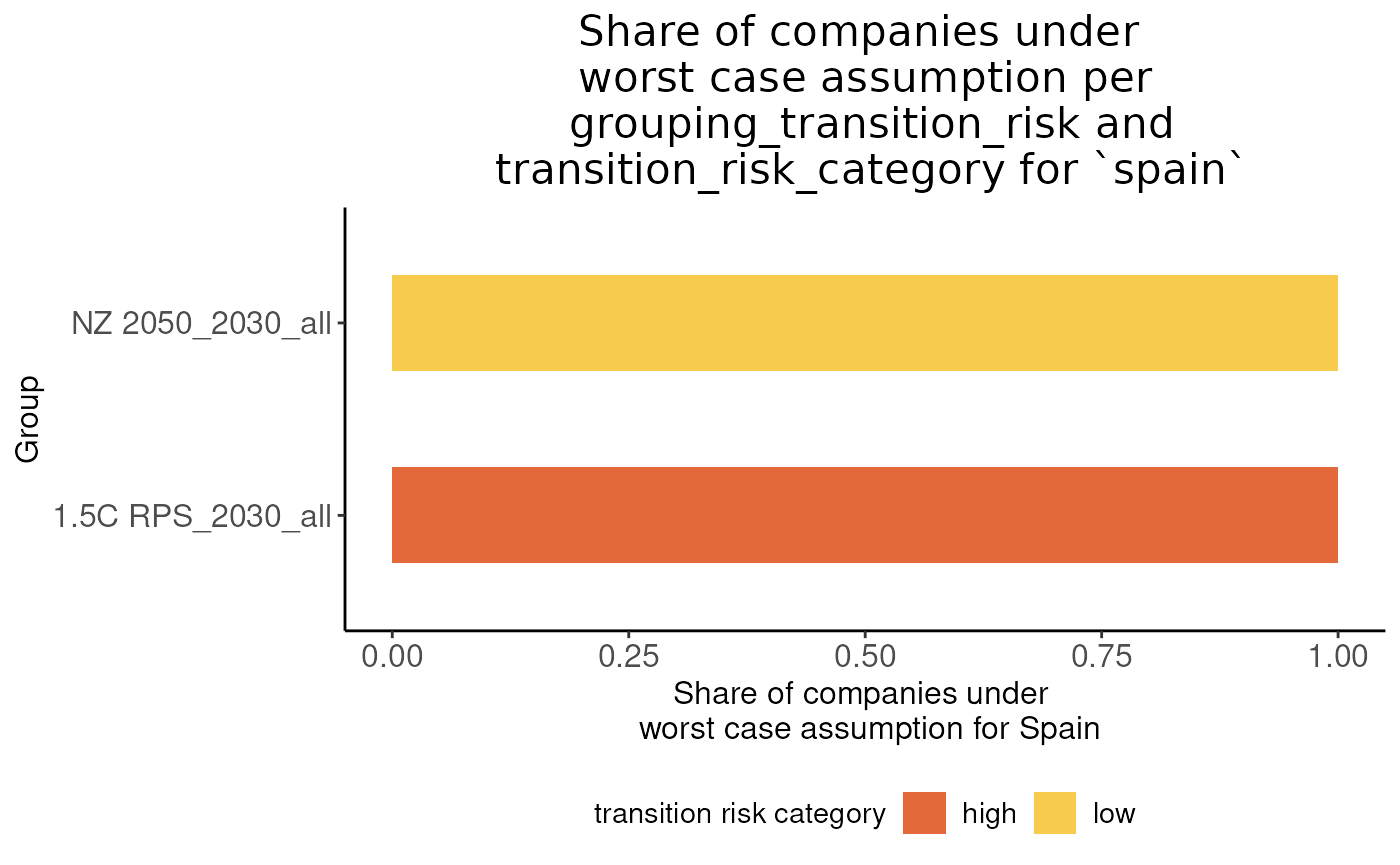 Share of companies under
worst case assumption per
grouping_transition_risk and
transition_risk_category for `spain`
Group
NZ 2050_2030_all
1.5C RPS_2030_all
0.00 0.25 0.50 0.75 1.00
Share of companies under
worst case assumption for Spain
transition risk category high low